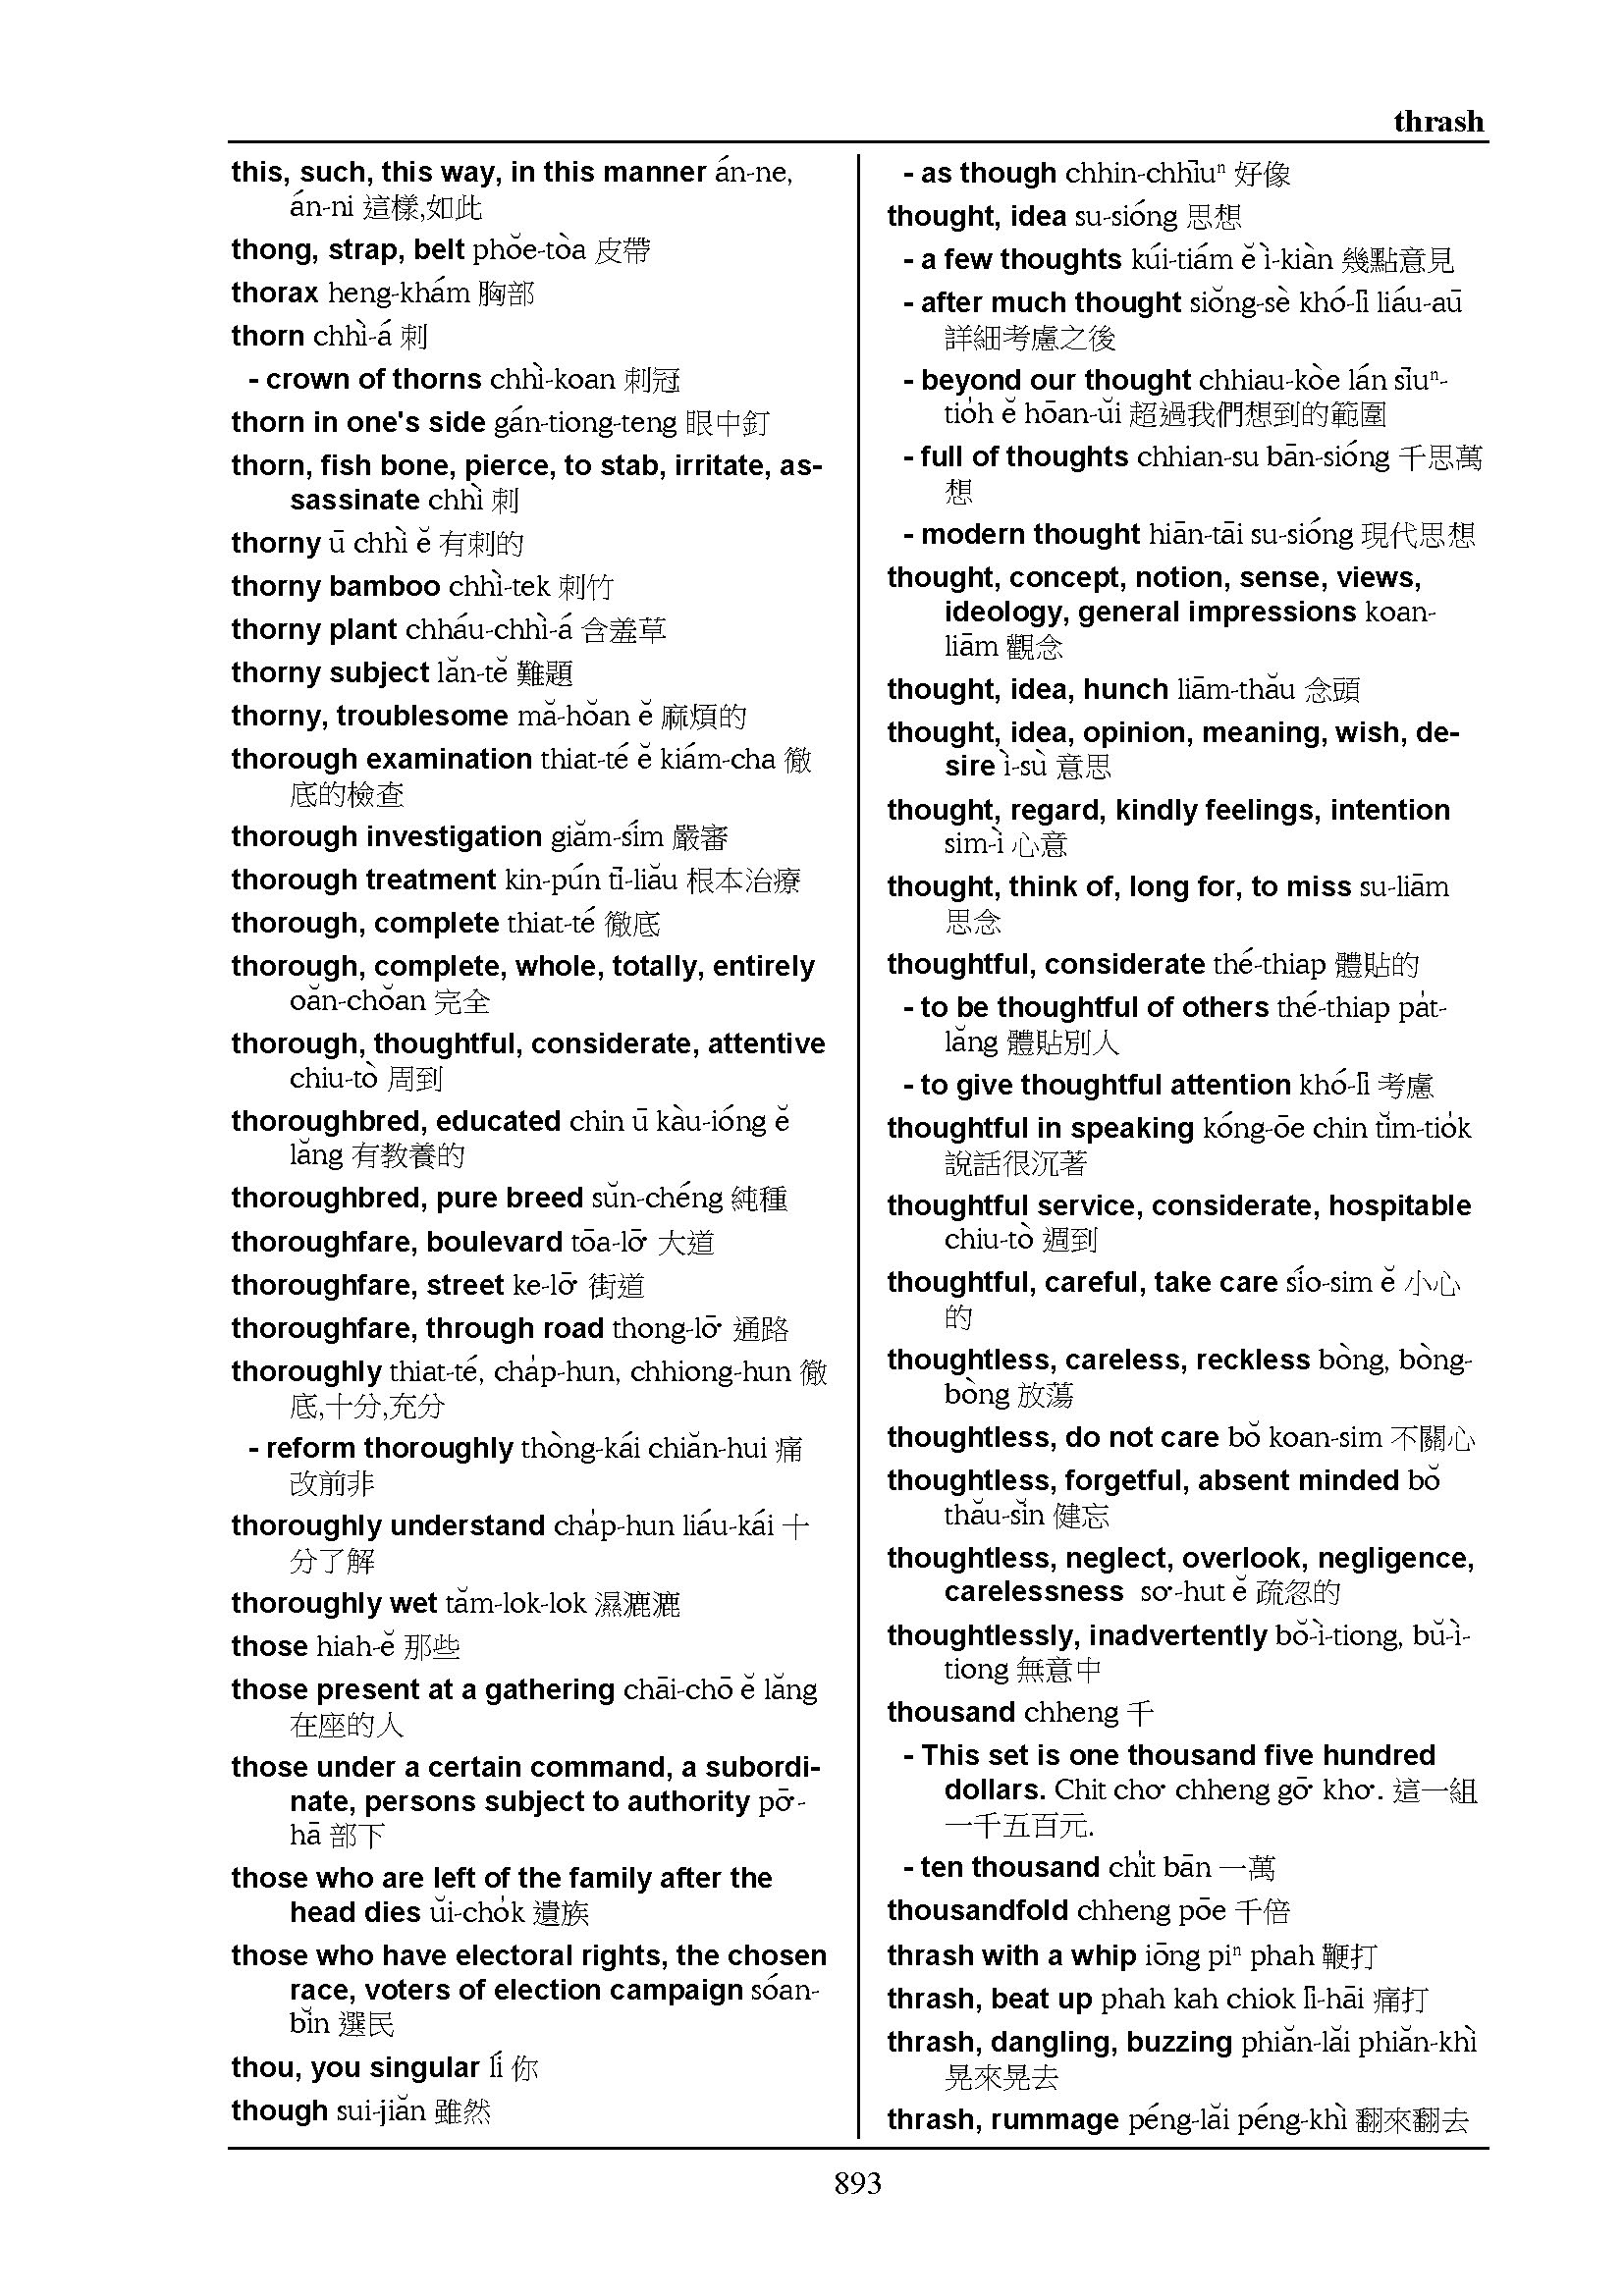 thrash
this, such, this way, in this manner án-ne,
án-ni 這樣,如此
thong, strap, belt phŏe-tòa 皮帶
thorax heng-khám 胸部
thorn chhì-á 刺
- crown of thorns chhì-koan 刺冠
thorn in one's side gán-tiong-teng 眼中釘
thorn, fish bone, pierce, to stab, irritate, as-
sassinate chhì 刺
thorny ū chhì ĕ 有刺的
thorny bamboo chhì-tek 刺竹
thorny plant chháu-chhì-á 含羞草
thorny subject lăn-tĕ 難題
thorny, troublesome mă-hŏan ĕ 麻煩的
thorough examination thiat-té ĕ kiám-cha 徹
底的檢查
thorough investigation giăm-sím 嚴審
thorough treatment kin-pún tī-liău 根本治療
thorough, complete thiat-té 徹底
thorough, complete, whole, totally, entirely
oăn-chŏan 完全
thorough, thoughtful, considerate, attentive
chiu-tò 周到
thoroughbred, educated chin ū kàu-ióng ĕ
lăng 有教養的
thoroughbred, pure breed sŭn-chéng 純種
thoroughfare, boulevard tōa-lō͘ 大道
thoroughfare, street ke-lō͘ 街道
thoroughfare, through road thong-lō͘ 通路
thoroughly thiat-té, cha̍p-hun, chhiong-hun 徹
底,十分,充分
- reform thoroughly thòng-kái chiăn-hui 痛
改前非
thoroughly understand cha̍p-hun liáu-kái 十
分了解
thoroughly wet tăm-lok-lok 濕漉漉
those hiah-ĕ 那些
those present at a gathering chāi-chō ĕ lăng
在座的人
those under a certain command, a subordi-
nate, persons subject to authority pō͘-
hā 部下
those who are left of the family after the
head dies ŭi-cho̍k 遺族
those who have electoral rights, the chosen
race, voters of election campaign sóan-
bĭn 選民
thou, you singular lí 你
though sui-jiăn 雖然
- as though chhin-chhīuⁿ 好像
thought, idea su-sióng 思想
- a few thoughts kúi-tiám ĕ ì-kiàn 幾點意見
- after much thought siŏng-sè khó-lī liáu-aū
詳細考慮之後
- beyond our thought chhiau-kòe lán sīuⁿ-
tio̍h ĕ hōan-ŭi 超過我們想到的範圍
- full of thoughts chhian-su bān-sióng 千思萬
想
- modern thought hiān-tāi su-sióng 現代思想
thought, concept, notion, sense, views,
ideology, general impressions koan-
liām 觀念
thought, idea, hunch liām-thău 念頭
thought, idea, opinion, meaning, wish, de-
sire ì-sù 意思
thought, regard, kindly feelings, intention
sim-ì 心意
thought, think of, long for, to miss su-liām
思念
thoughtful, considerate thé-thiap 體貼的
- to be thoughtful of others thé-thiap pa̍t-
lăng 體貼別人
- to give thoughtful attention khó-lī 考慮
thoughtful in speaking kóng-ōe chin tĭm-tio̍k
說話很沉著
thoughtful service, considerate, hospitable
chiu-tò 週到
thoughtful, careful, take care sío-sim ĕ 小心
的
thoughtless, careless, reckless bòng, bòng-
bòng 放蕩
thoughtless, do not care bŏ koan-sim 不關心
thoughtless, forgetful, absent minded bŏ
thău-sĭn 健忘
thoughtless, neglect, overlook, negligence,
carelessness so͘-hut ĕ 疏忽的
thoughtlessly, inadvertently bŏ-ì-tiong, bŭ-ì-
tiong 無意中
thousand chheng 千
- This set is one thousand five hundred
dollars. Chit cho͘ chheng gō͘ kho͘. 這一組
一千五百元.
- ten thousand chi̍t bān 一萬
thousandfold chheng pōe 千倍
thrash with a whip iōng piⁿ phah 鞭打
thrash, beat up phah kah chiok lī-hāi 痛打
thrash, dangling, buzzing phiăn-lăi phiăn-khì
晃來晃去
thrash, rummage péng-lăi péng-khì 翻來翻去
893